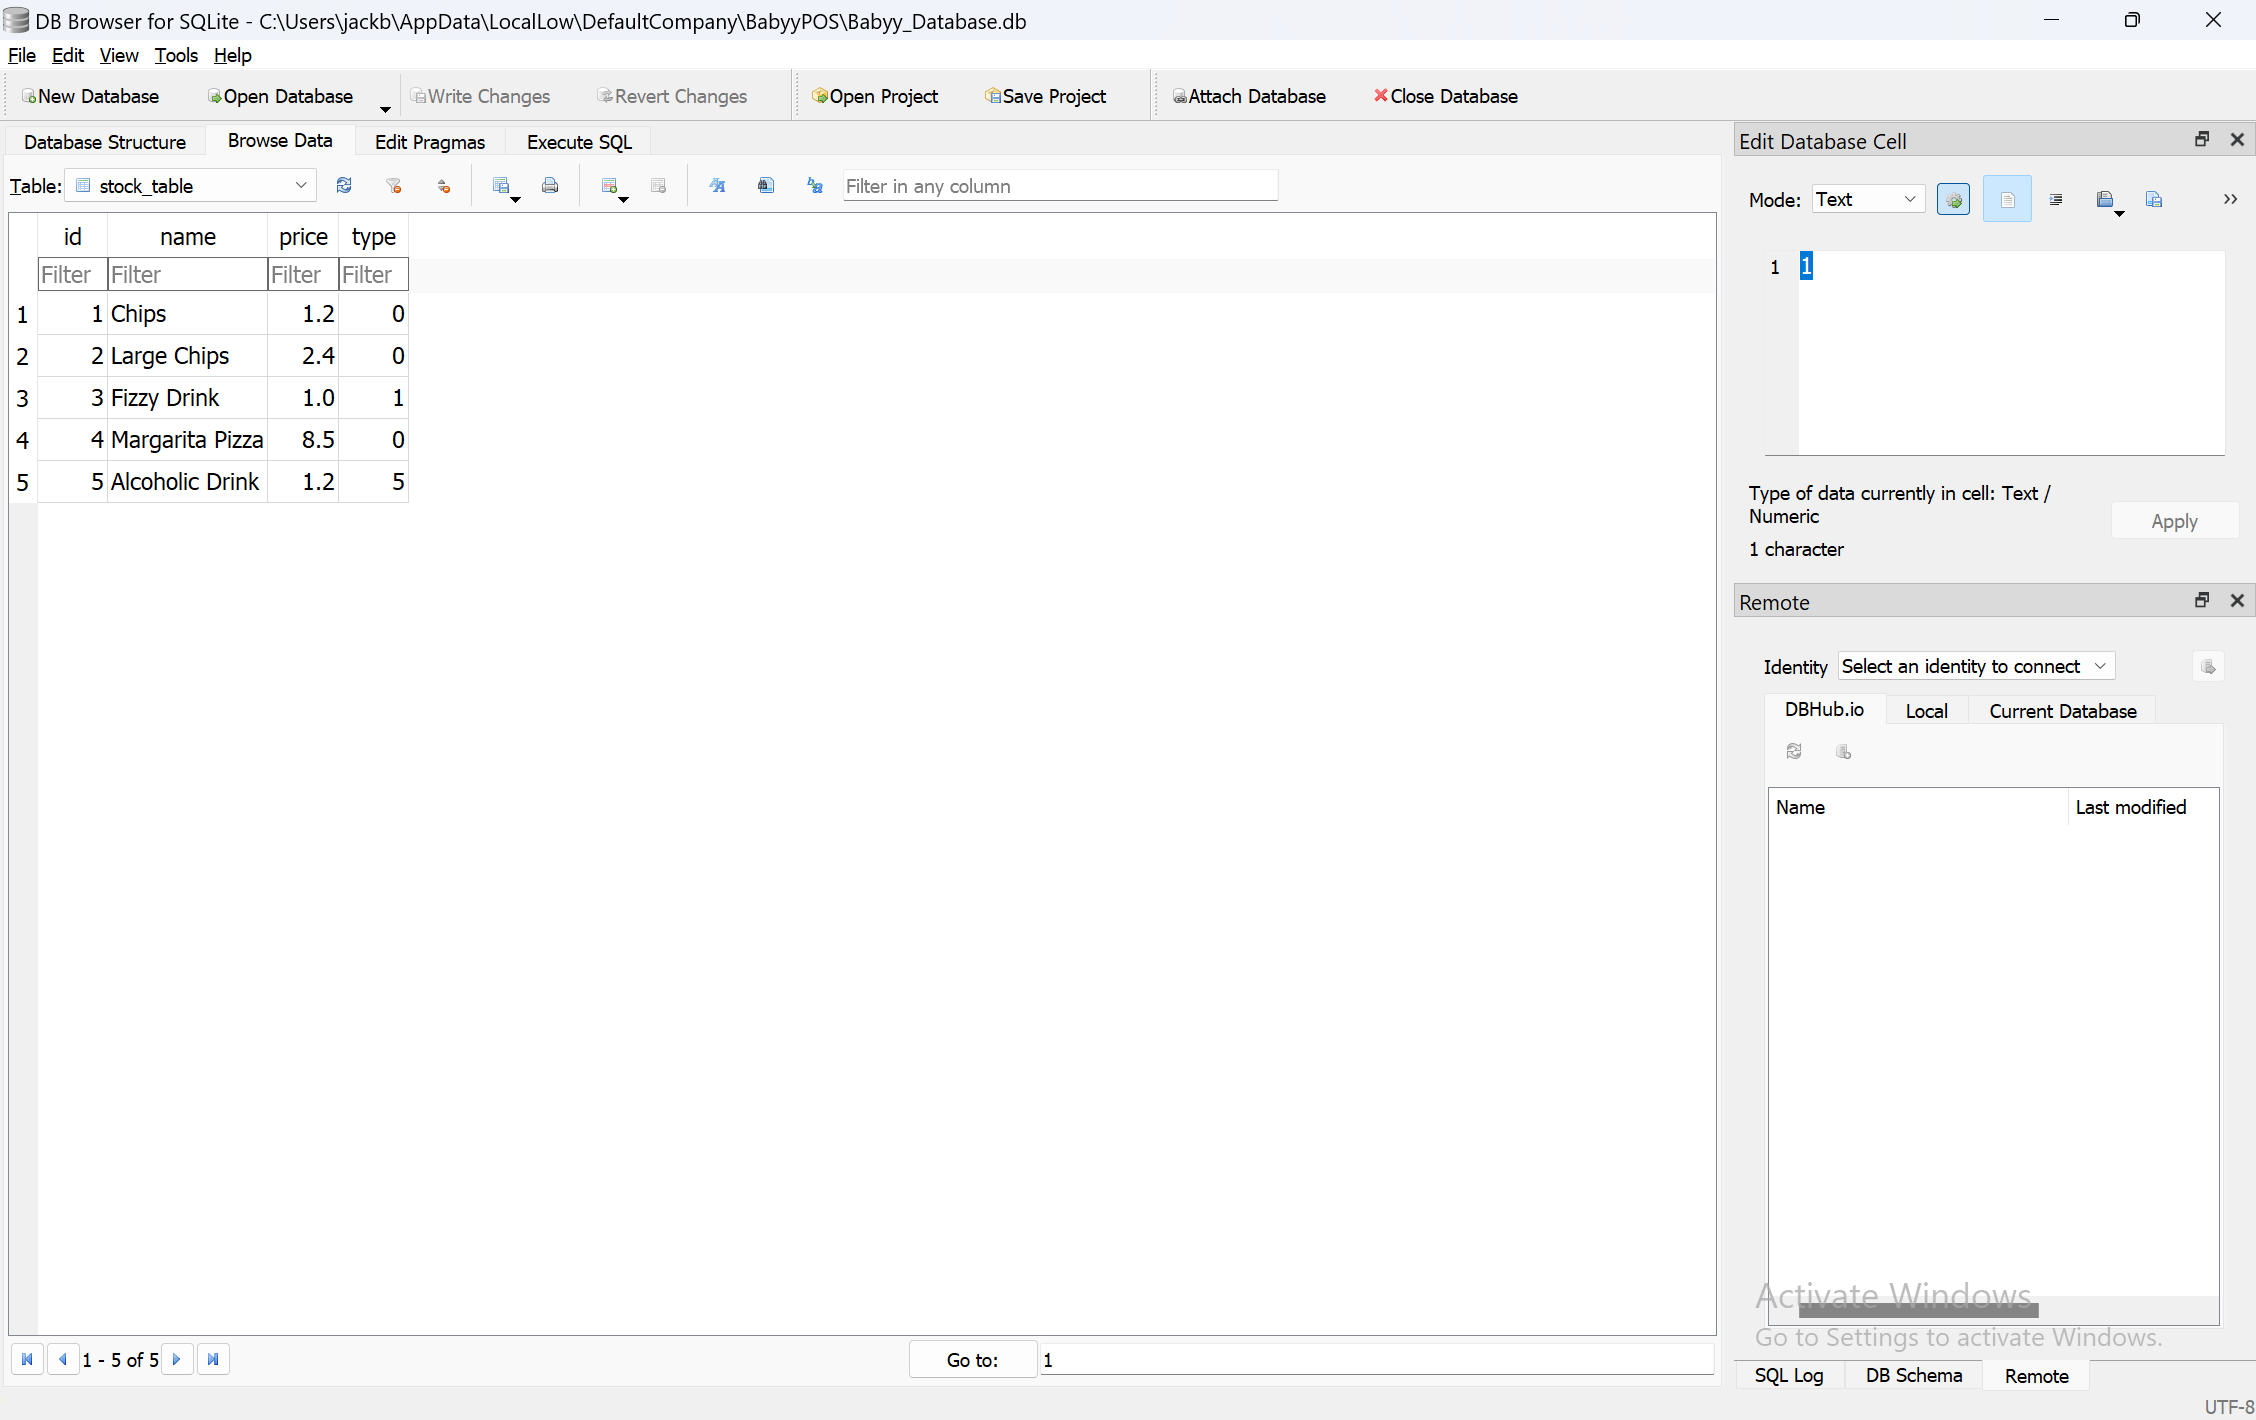 DB Browser for SQLite - C:\Users\jackb\AppData\LocalLow\DefaultCompany\BabyyPOS\Babyy_Database.db
File Edit View Tools Help
New Database Open Database Write Changes Revert Changes Open Project Save Project Attach Database Close Database
Database Structure Browse Data Edit Pragmas Execute SQL
Table: stock_table Filter in any column
id name price type
Filter Filter Filter Filter
1 1 Chips 1.2 0
2 2 Large Chips 2.4 0
3 3 Fizzy Drink 1.0 1
4 4 Margarita Pizza 8.5 0
5 5 Alcoholic Drink 1.2 5
1 - 5 of 5 Go to: 1
Edit Database Cell
Mode: Text
1 1
Type of data currently in cell: Text /
Numeric
1 character
Apply
Remote
Identity Select an identity to connect
DBHub.io Local Current Database
Name Last modified
Activate Windows
Go to Settings to activate Windows.
SQL Log DB Schema Remote
UTF-8